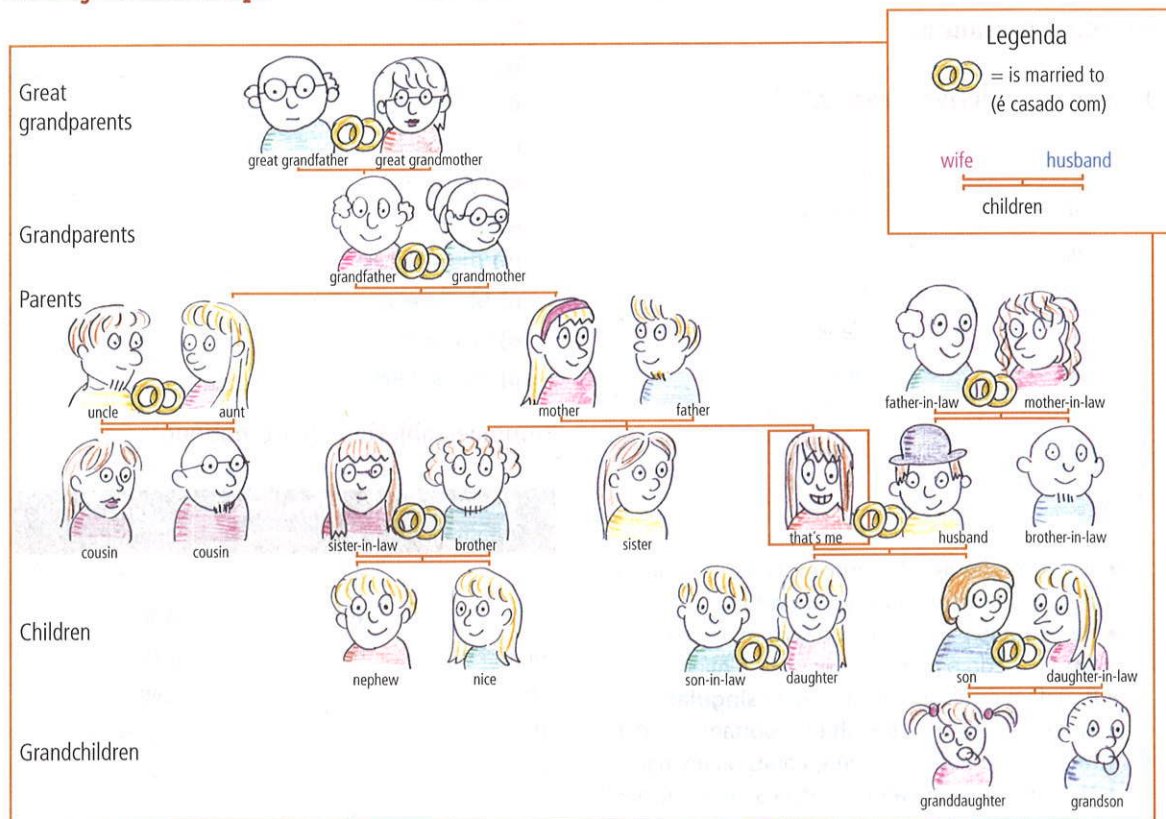 Legenda
= is married to
(é casado com)
wife husband
children
Great
grandparents
great grandfather great grandmother
Grandparents
grandfather grandmother
Parents
uncle aunt mother father father-in-law mother-in-law
cousin cousin sister-in-law brother sister that's me husband brother-in-law
Children
nephew nice son-in-law daughter son daughter-in-law
Grandchildren
granddaughter grandson